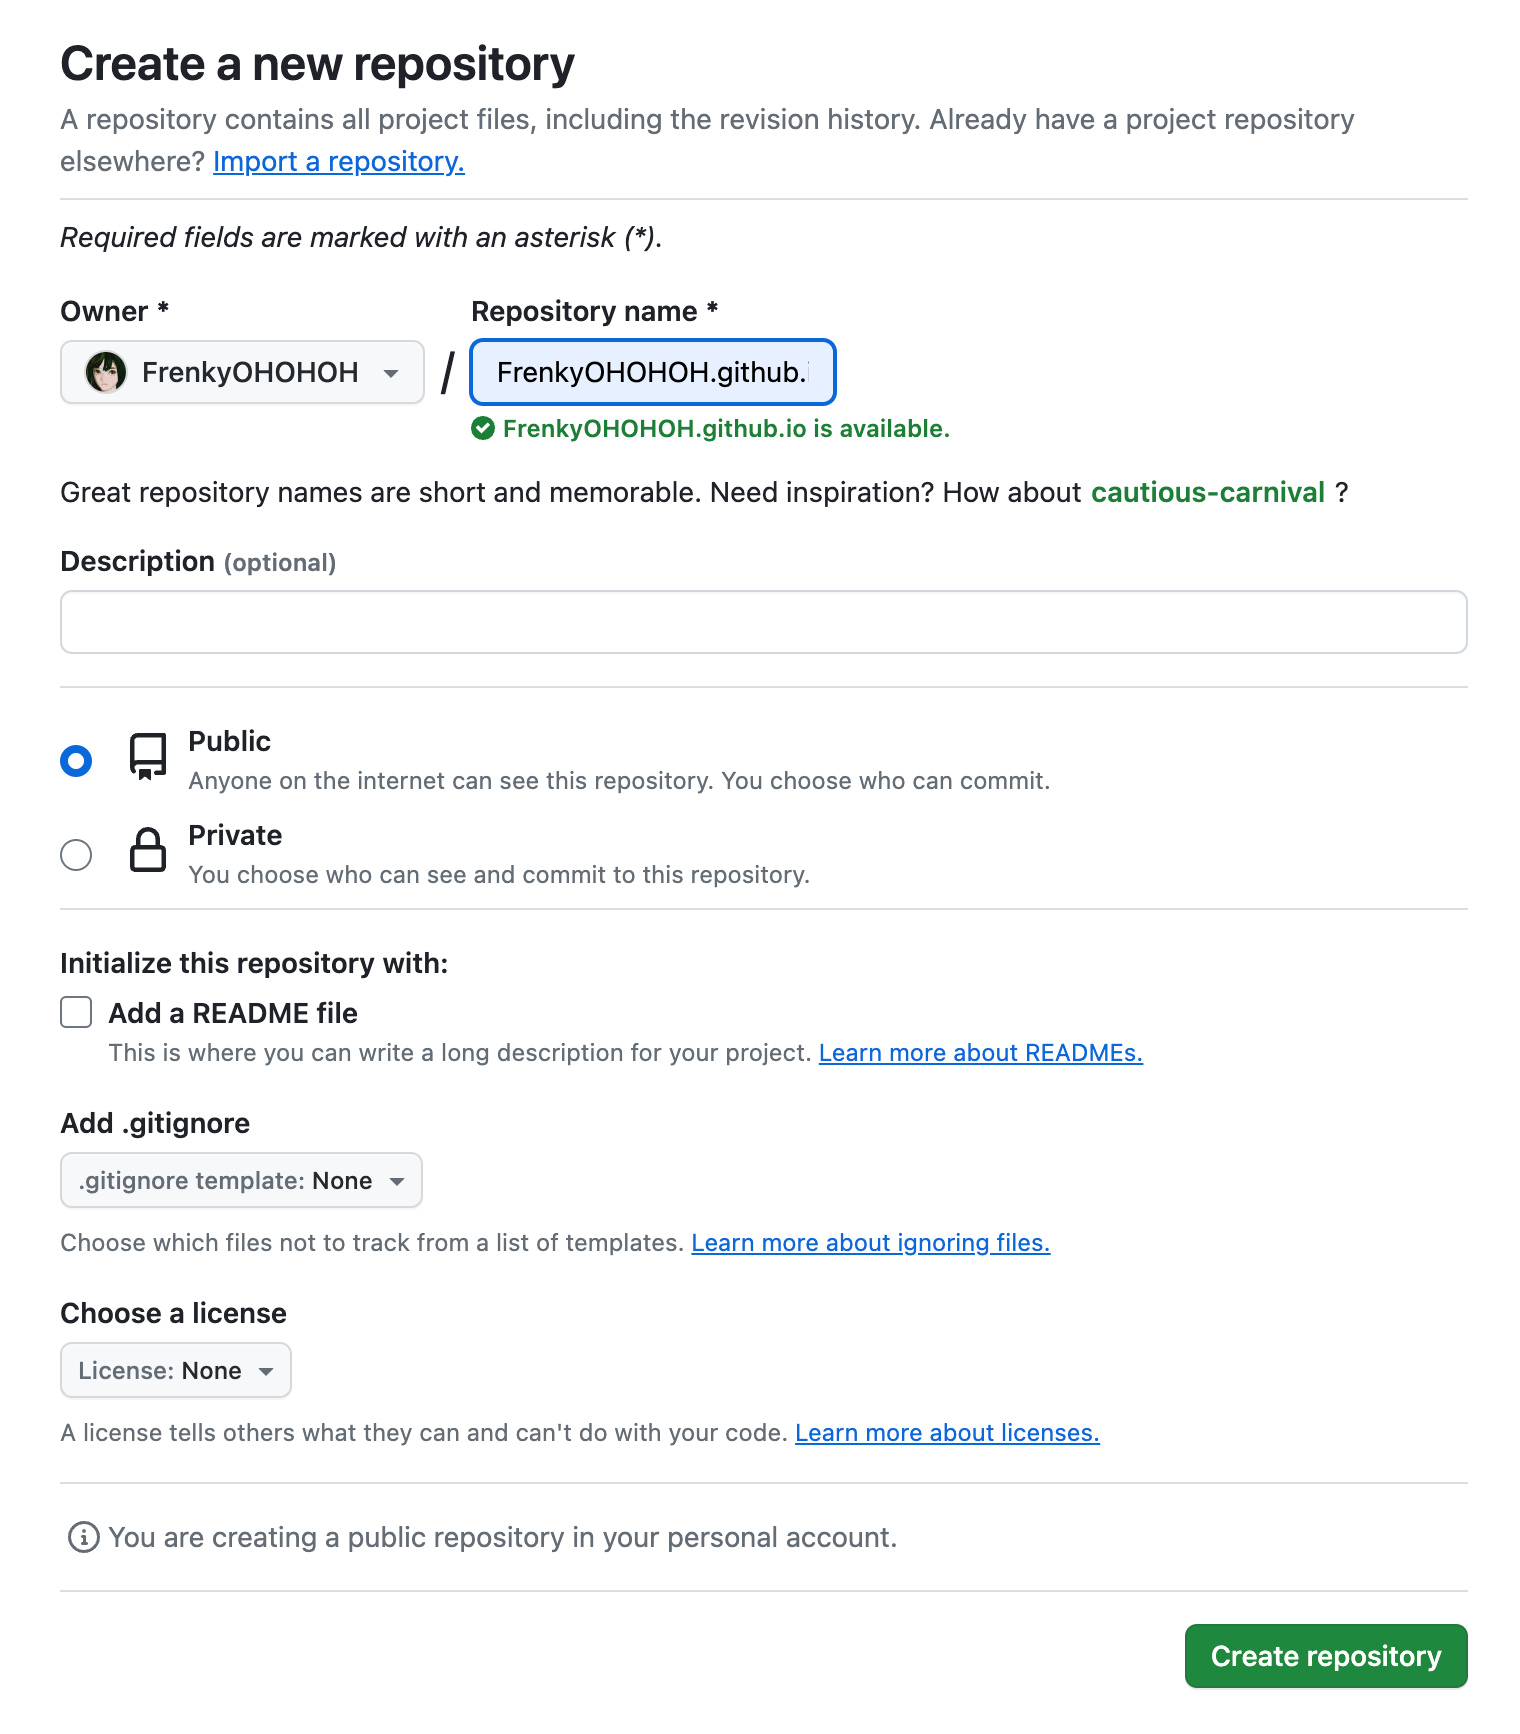 Create a new repository
A repository contains all project files, including the revision history. Already have a project repository
elsewhere? Import a repository.
Required fields are marked with an asterisk (*).
Owner *
Repository name *
FrenkyOHOHOH
/
FrenkyOHOHOH.github.i
FrenkyOHOHOH.github.io is available.
Great repository names are short and memorable. Need inspiration? How about cautious-carnival ?
Description (optional)
Public
Anyone on the internet can see this repository. You choose who can commit.
Private
You choose who can see and commit to this repository.
Initialize this repository with:
Add a README file
This is where you can write a long description for your project. Learn more about READMEs.
Add .gitignore
.gitignore template: None
Choose which files not to track from a list of templates. Learn more about ignoring files.
Choose a license
License: None
A license tells others what they can and can't do with your code. Learn more about licenses.
You are creating a public repository in your personal account.
Create repository